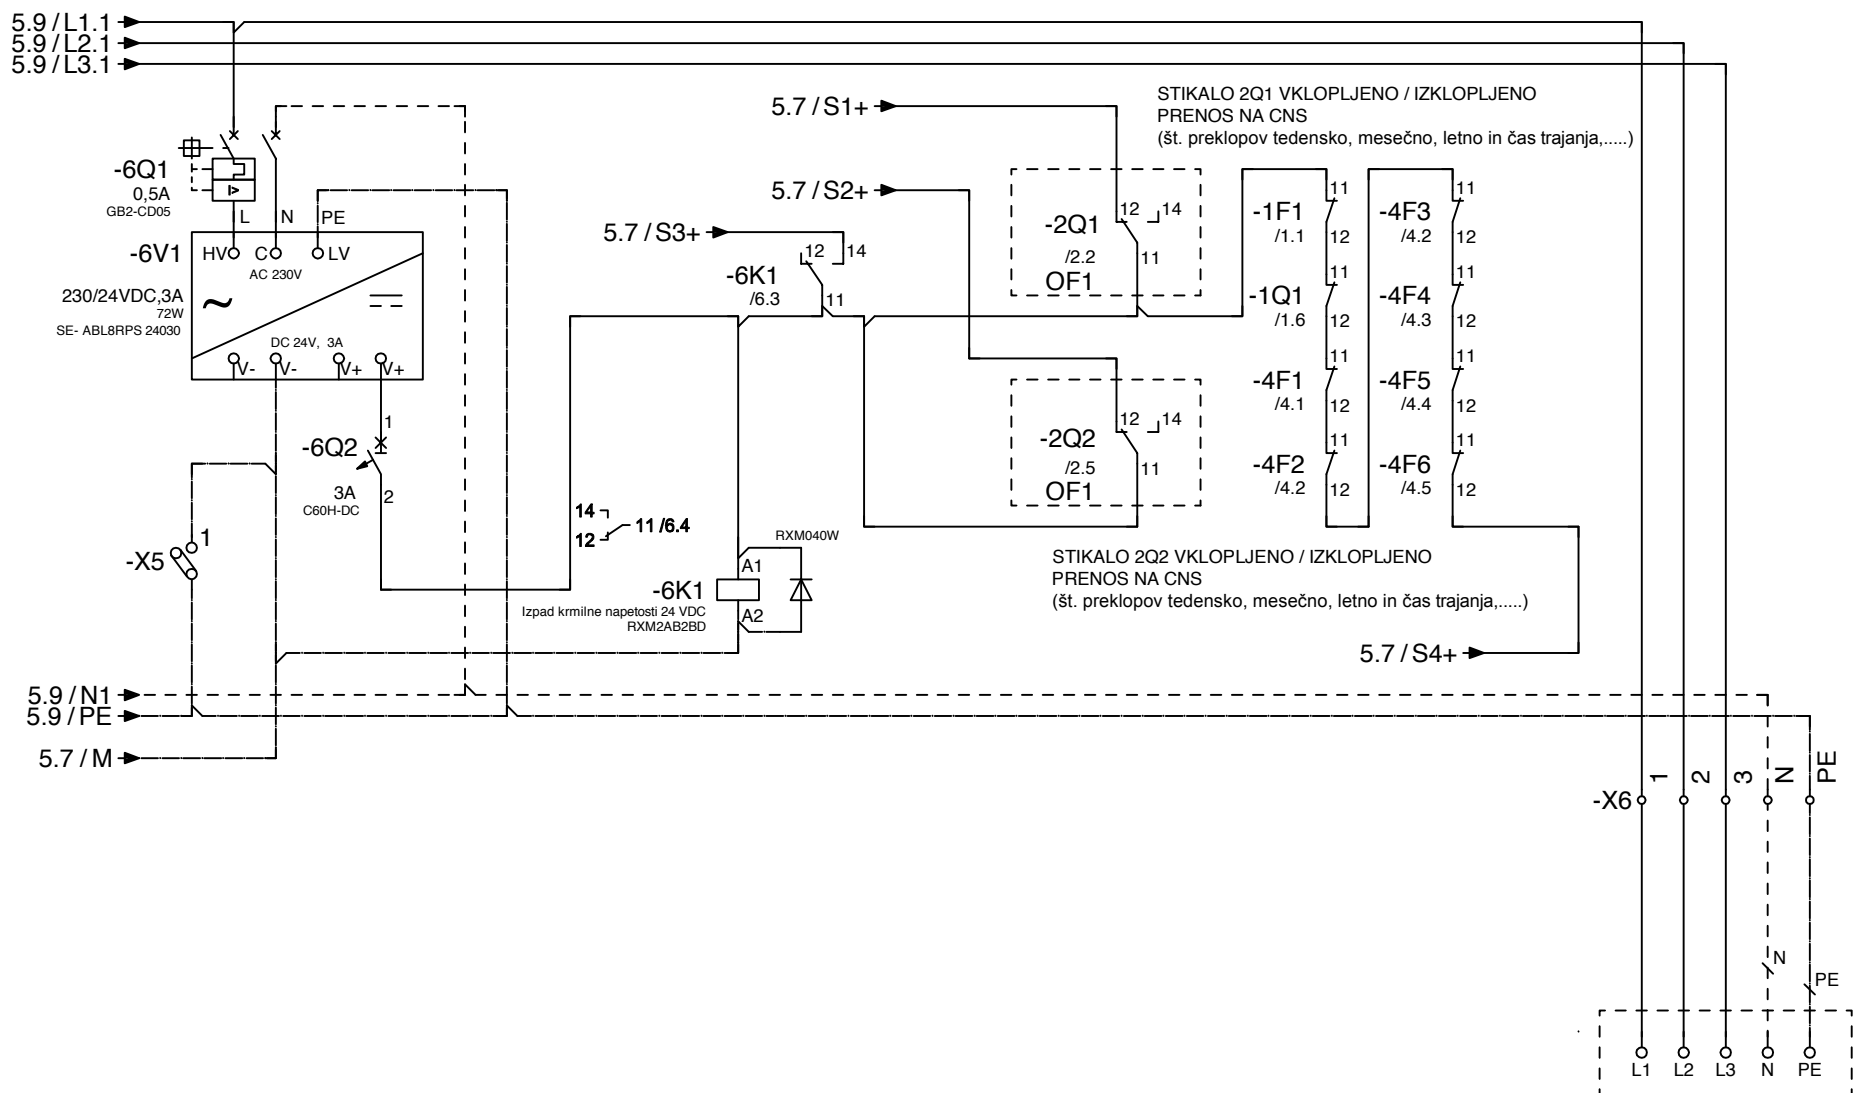 5.9 / L1.1
5.9 / L2.1
5.9 / L3.1
-6Q1
0,5A
GB2-CD05
L
N
PE
-6V1
HV
C
LV
AC 230V
230/24VDC,3A
72W
SE- ABL8RPS 24030
DC 24V, 3A
V-
V-
V+
V+
1
-6Q2
3A
C60H-DC
2
-X5
1
5.7 / S1+
5.7 / S2+
5.7 / S3+
STIKALO 2Q1 VKLOPLJENO / IZKLOPLJENO
PRENOS NA CNS
(št. preklopov tedensko, mesečno, letno in čas trajanja,.....)
-6K1
/6.3
12
14
11
-2Q1
/2.2
OF1
12
14
11
-2Q2
/2.5
OF1
12
14
11
-1F1
/1.1
11
12
-1Q1
/1.6
11
12
-4F1
/4.1
11
12
-4F2
/4.2
11
12
-4F3
/4.2
11
12
-4F4
/4.3
11
12
-4F5
/4.4
11
12
-4F6
/4.5
11
12
14
12
11 /6.4
RXM040W
A1
-6K1
Izpad krmilne napetosti 24 VDC
RXM2AB2BD
A2
STIKALO 2Q2 VKLOPLJENO / IZKLOPLJENO
PRENOS NA CNS
(št. preklopov tedensko, mesečno, letno in čas trajanja,.....)
5.7 / S4+
5.9 / N1
5.9 / PE
5.7 / M
-X6
1
2
3
N
PE
N
PE
L1
L2
L3
N
PE